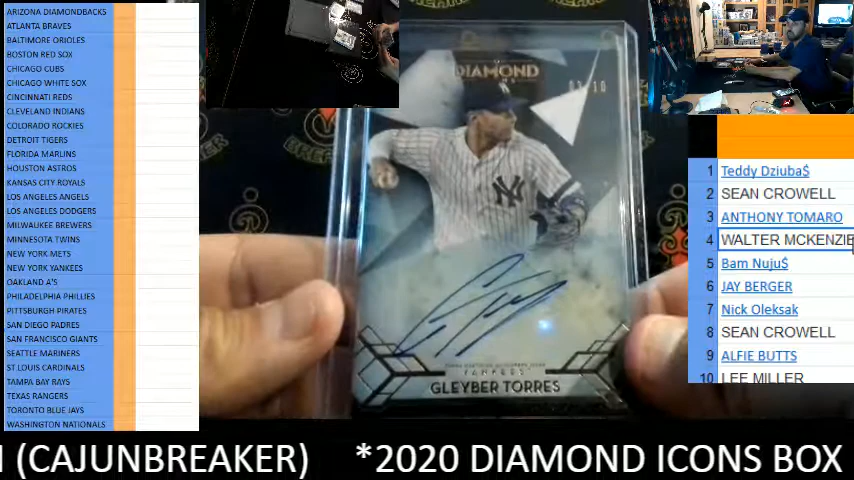 ARIZONA DIAMONDBACKS
ATLANTA BRAVES
BALTIMORE ORIOLES
BOSTON RED SOX
CHICAGO CUBS
CHICAGO WHITE SOX
CINCINNATI REDS
CLEVELAND INDIANS
COLORADO ROCKIES
DETROIT TIGERS
FLORIDA MARLINS
HOUSTON ASTROS
KANSAS CITY ROYALS
LOS ANGELES ANGELS
LOS ANGELES DODGERS
MILWAUKEE BREWERS
MINNESOTA TWINS
NEW YORK METS
NEW YORK YANKEES
OAKLAND A'S
PHILADELPHIA PHILLIES
PITTSBURGH PIRATES
SAN DIEGO PADRES
SAN FRANCISCO GIANTS
SEATTLE MARINERS
ST LOUIS CARDINALS
TAMPA BAY RAYS
TEXAS RANGERS
TORONTO BLUE JAYS
WASHINGTON NATIONALS
DIAMOND
NY
YANKEES
GLEYBER TORRES
1 Teddy Dziuba$
2 SEAN CROWELL
3 ANTHONY TOMARO
4 WALTER MCKENZIE
5 Bam Nuju$
6 JAY BERGER
7 Nick Oleksak
8 SEAN CROWELL
9 ALFIE BUTTS
10 LEE MILLER
(CAJUNBREAKER) *2020 DIAMOND ICONS BOX